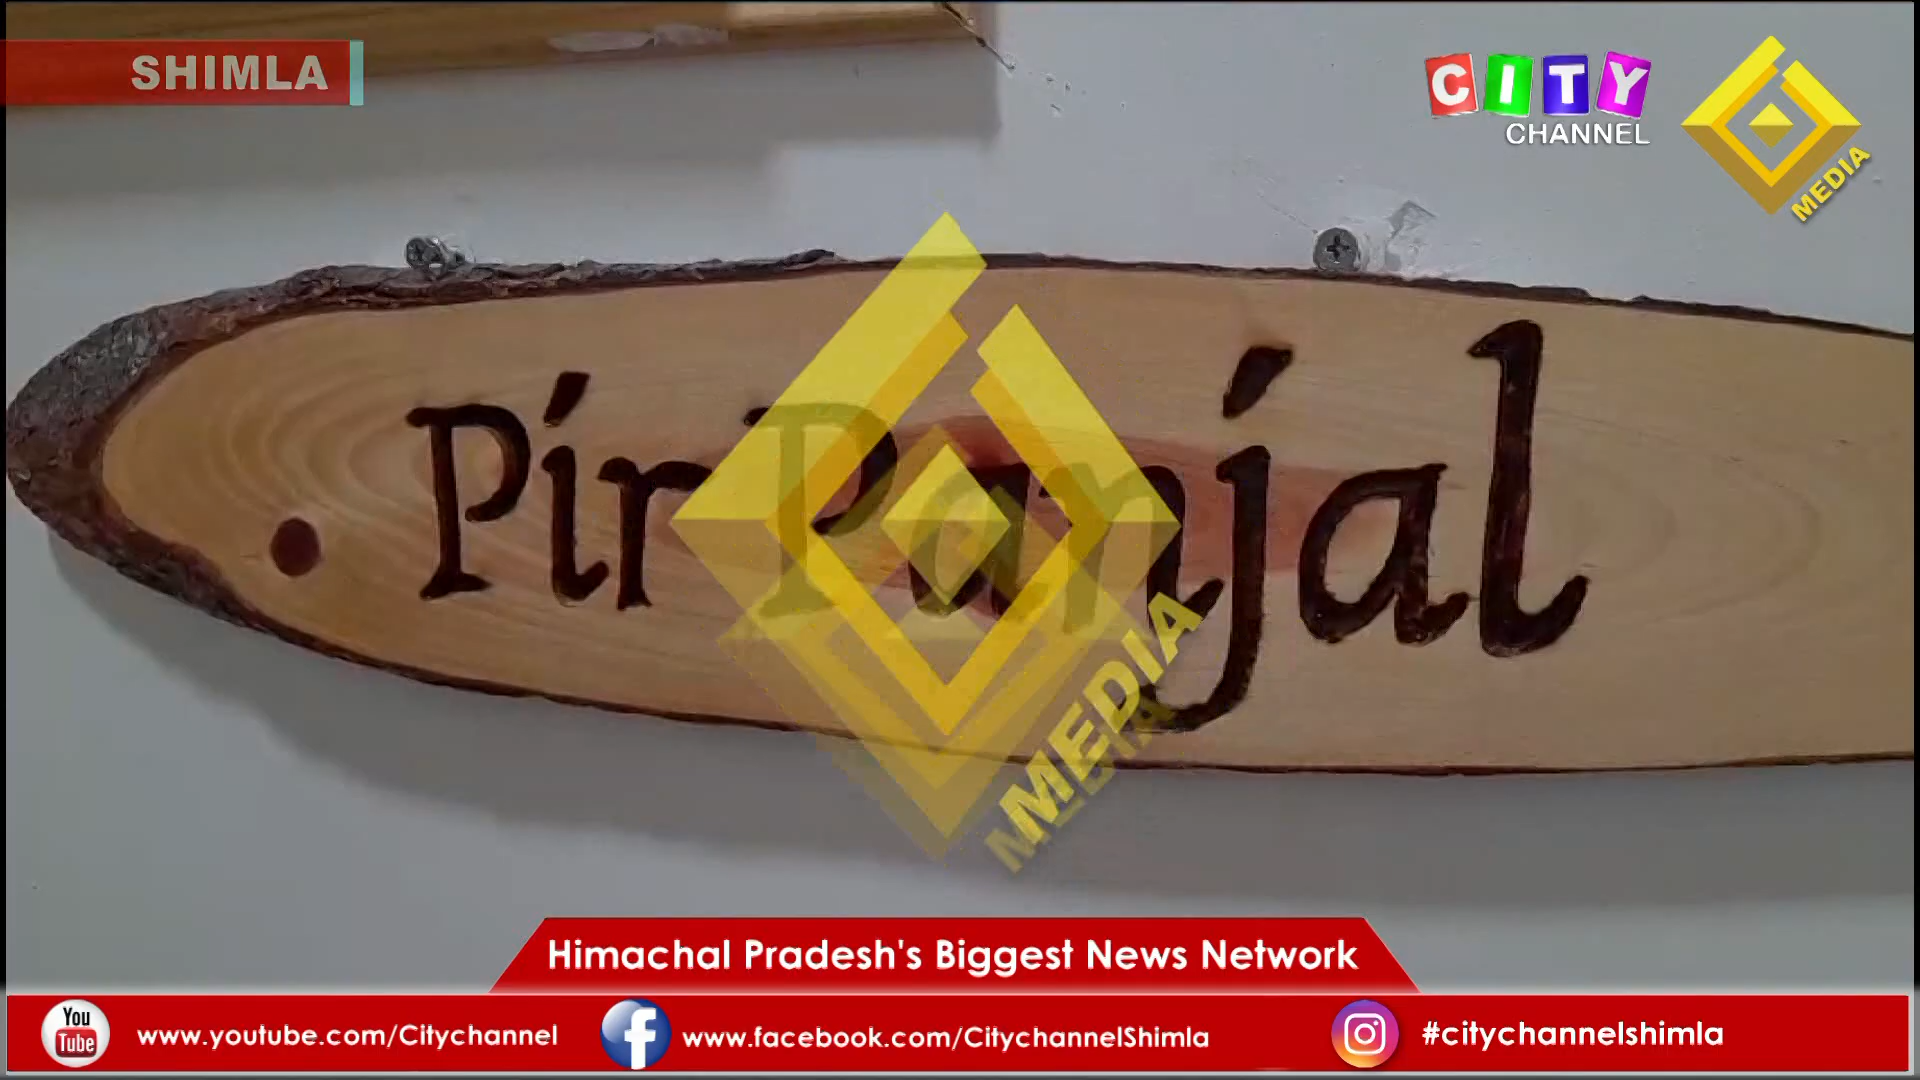 SHIMLA
CITY
CHANNEL
MEDIA
Pir Panjal
MEDIA
MEDIA
Himachal Pradesh's Biggest News Network
You
Tube
www.youtube.com/Citychannel
f
www.facebook.com/CitychannelShimla
#citychannelshimla